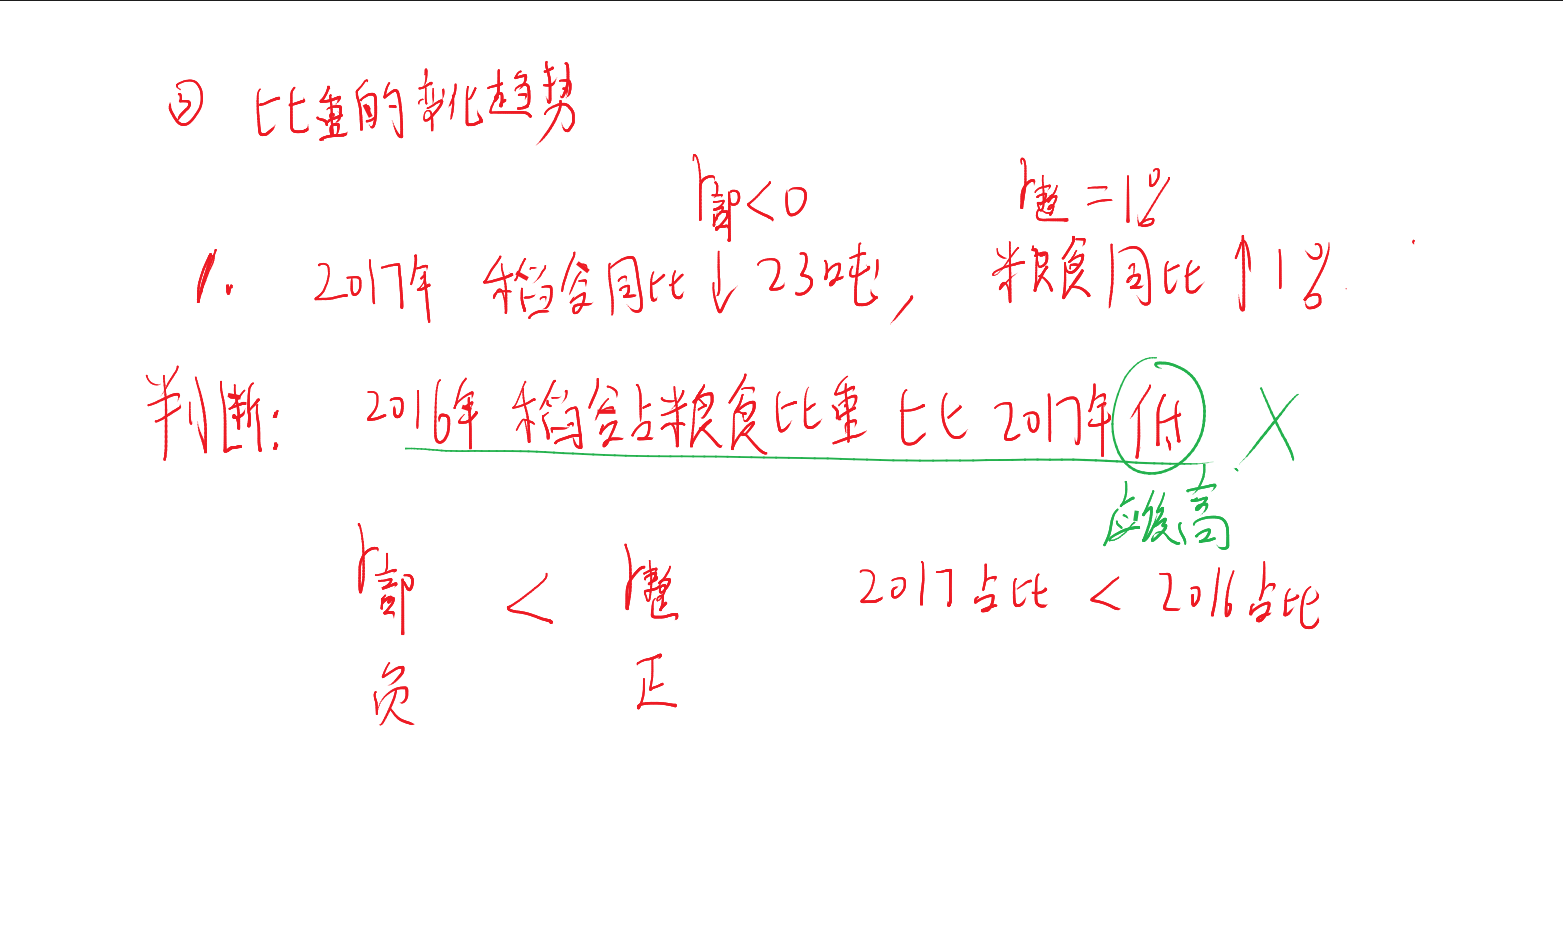 ③ 比重的变化趋势
r部<0 r整=1%
1. 2017年 稻谷同比↓23吨, 粮食同比↑1%
判断: 2016年 稻谷占粮食比重 比 2017年 低 ×
应该高
r部 < r整 2017占比 < 2016占比
负 正